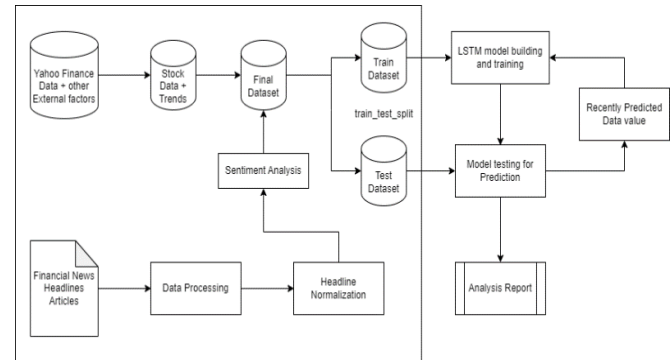 Yahoo Finance
Data + other
External factors
Stock
Data +
Trends
Final
Dataset
Train
Dataset
LSTM model building
and training
train_test_split
Recently Predicted
Data value
Sentiment Analysis
Test
Dataset
Model testing for
Prediction
Financial News
Headlines
Articles
Data Processing
Headline
Normalization
Analysis Report